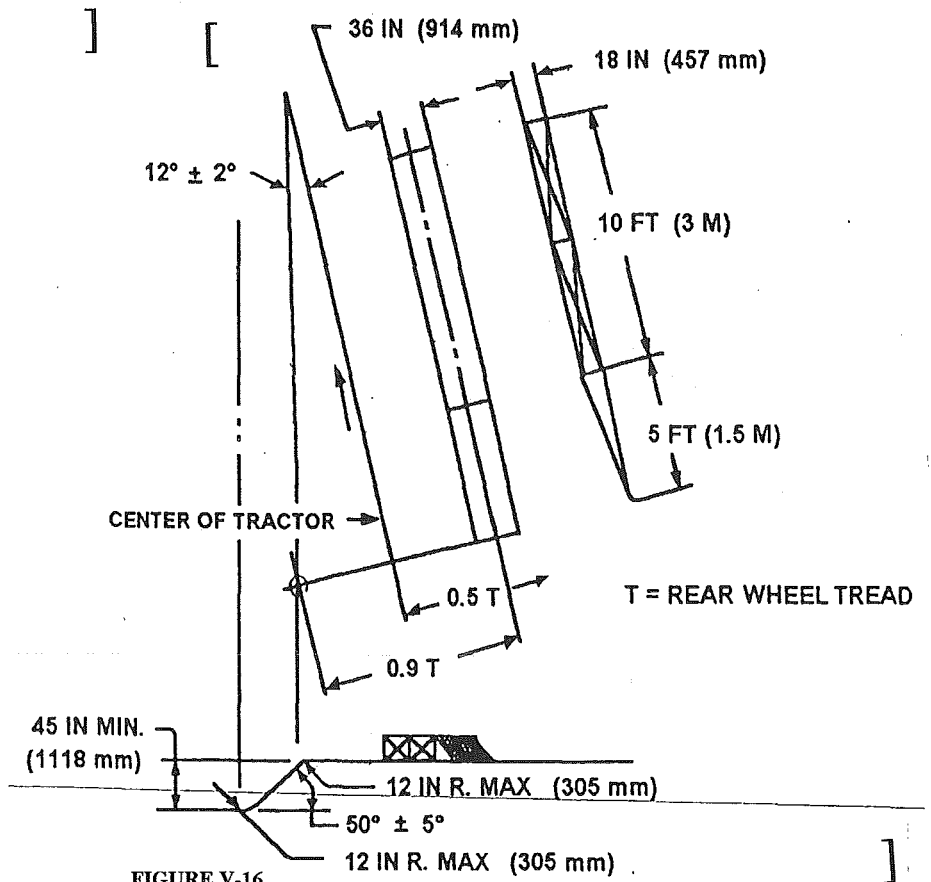 ] [
36 IN (914 mm)
18 IN (457 mm)
12° ± 2°
10 FT (3 M)
5 FT (1.5 M)
CENTER OF TRACTOR
0.5 T
T = REAR WHEEL TREAD
0.9 T
45 IN MIN.
(1118 mm)
12 IN R. MAX (305 mm)
50° ± 5°
12 IN R. MAX (305 mm)
]
FIGURE V-16